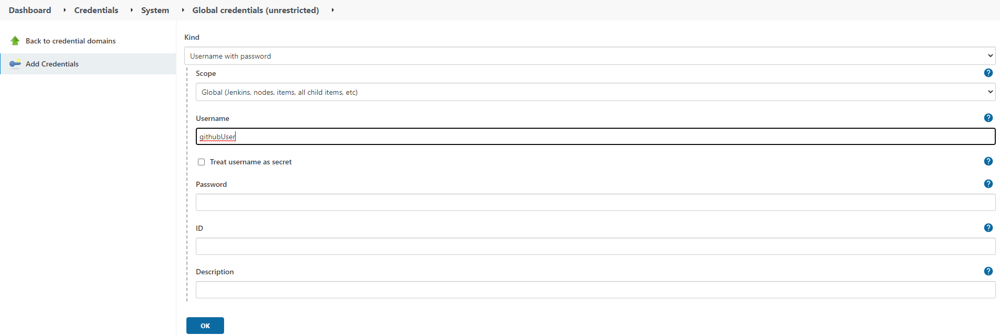 Dashboard Credentials System Global credentials (unrestricted)
Back to credential domains
Add Credentials
Kind
Username with password
Scope
Global (Jenkins, nodes, items, all child items, etc)
Username
githubUser
Treat username as secret
Password
ID
Description
OK